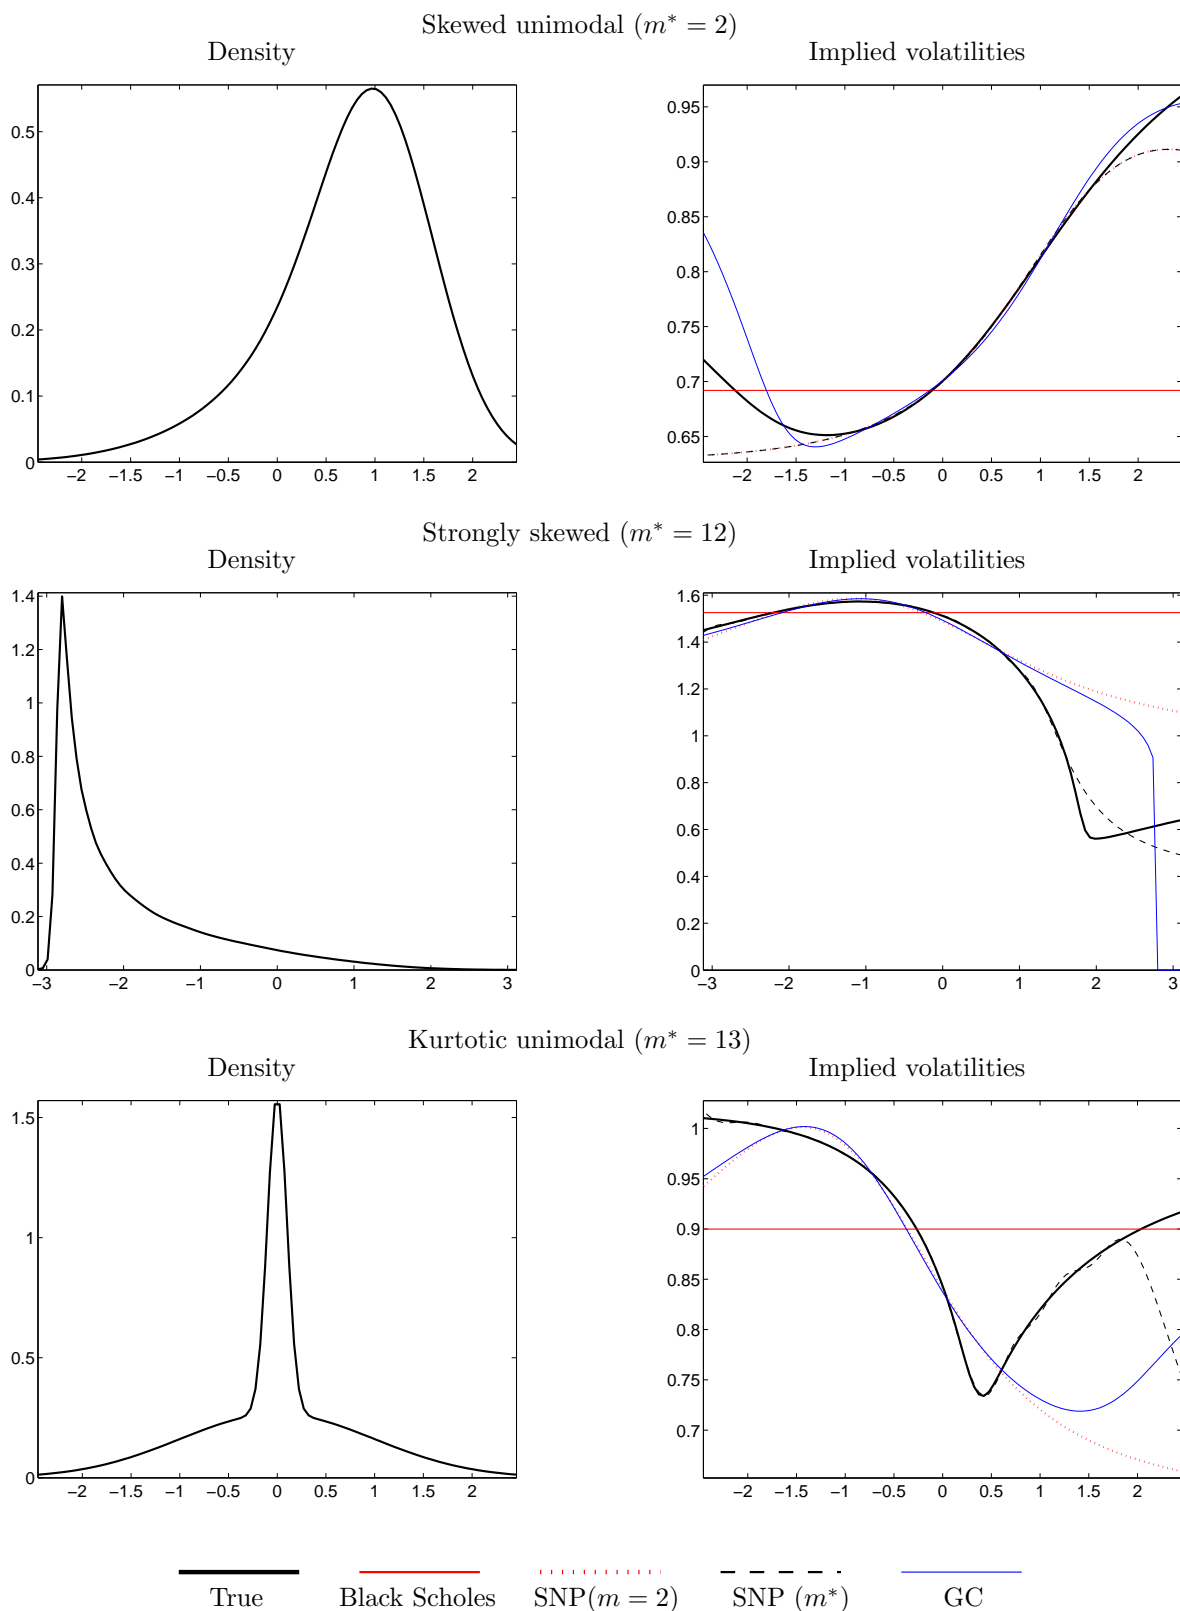 Skewed unimodal (m* = 2)
Density
Implied volatilities
0.5
0.4
0.3
0.2
0.1
0
−2 −1.5 −1 −0.5 0 0.5 1 1.5 2
0.95
0.9
0.85
0.8
0.75
0.7
0.65
−2 −1.5 −1 −0.5 0 0.5 1 1.5 2
Strongly skewed (m* = 12)
Density
Implied volatilities
1.4
1.2
1
0.8
0.6
0.4
0.2
0
−3 −2 −1 0 1 2 3
1.6
1.4
1.2
1
0.8
0.6
0.4
0.2
0
−3 −2 −1 0 1 2 3
Kurtotic unimodal (m* = 13)
Density
Implied volatilities
1.5
1
0.5
0
−2 −1.5 −1 −0.5 0 0.5 1 1.5 2
1
0.95
0.9
0.85
0.8
0.75
0.7
−2 −1.5 −1 −0.5 0 0.5 1 1.5 2
True Black Scholes SNP(m = 2) SNP (m*) GC